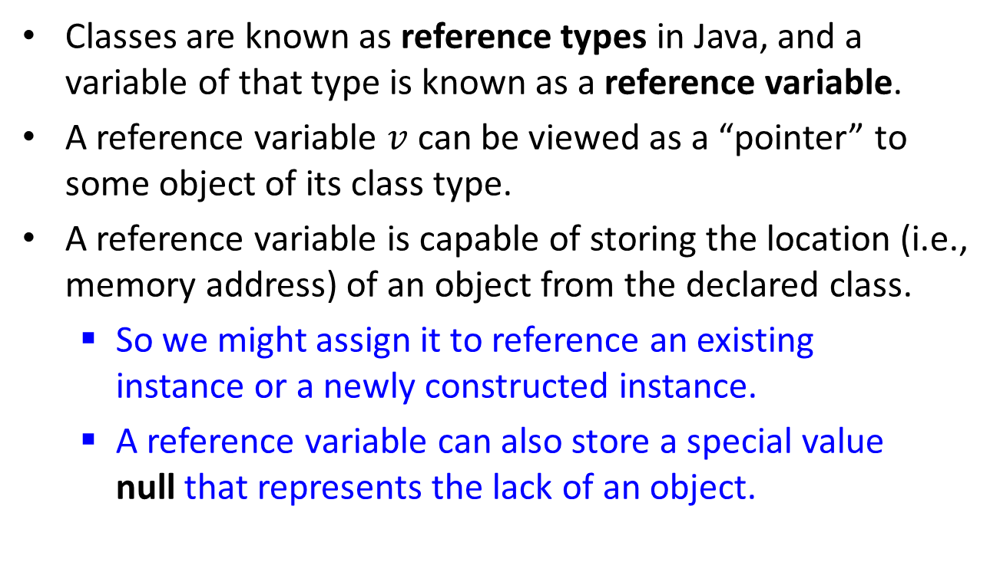 • Classes are known as reference types in Java, and a
variable of that type is known as a reference variable.
• A reference variable 𝑣 can be viewed as a “pointer” to
some object of its class type.
• A reference variable is capable of storing the location (i.e.,
memory address) of an object from the declared class.
▪ So we might assign it to reference an existing
instance or a newly constructed instance.
▪ A reference variable can also store a special value
null that represents the lack of an object.